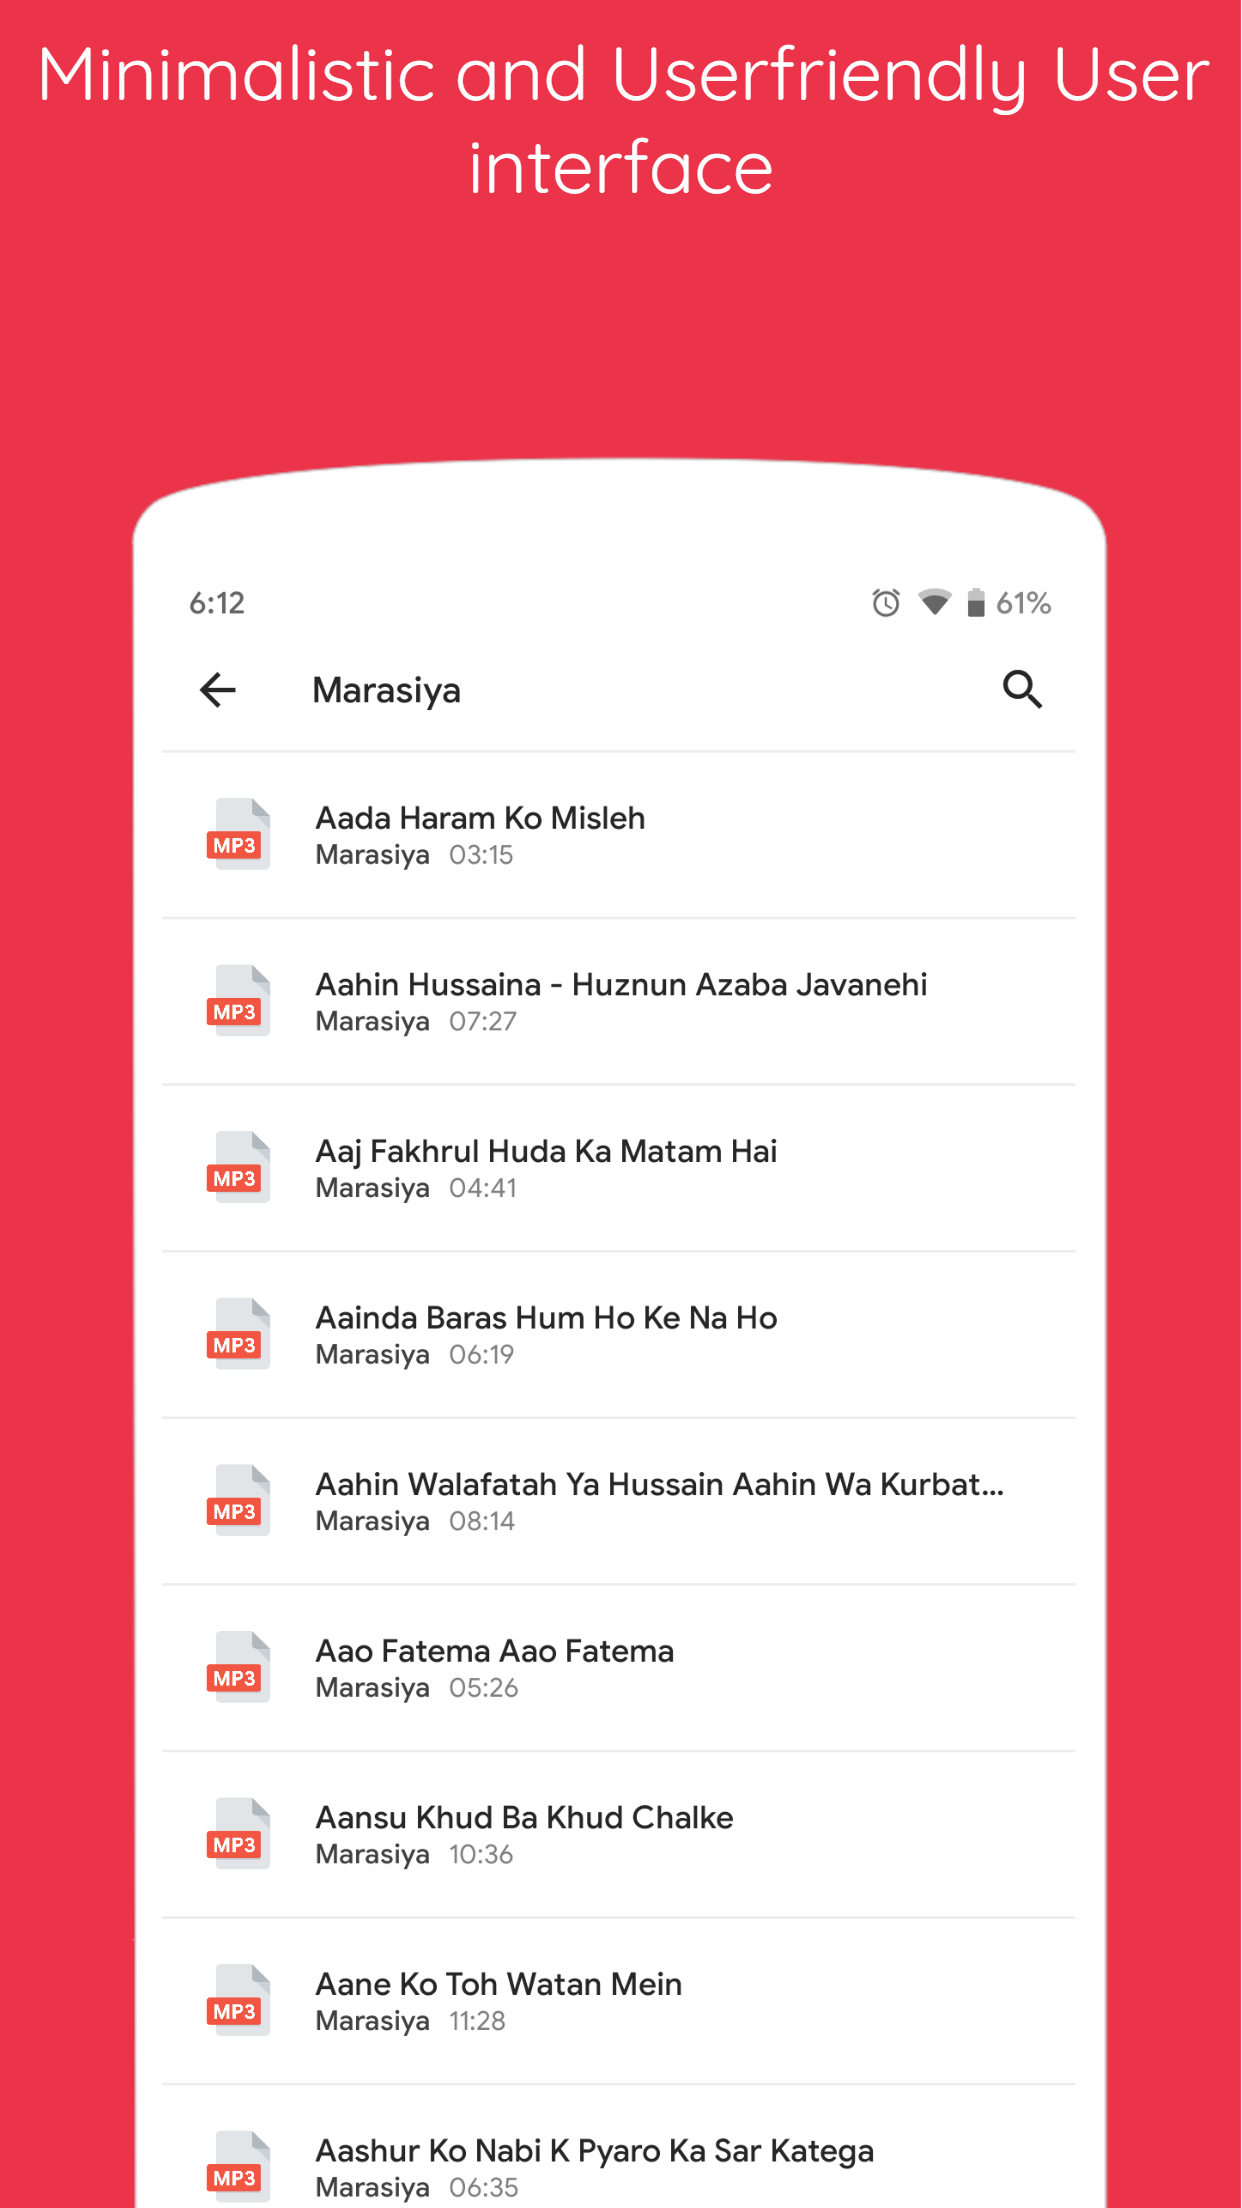 Minimalistic and Userfriendly User
interface
6:12 61%
Marasiya
Aada Haram Ko Misleh
MP3
Marasiya 03:15
Aahin Hussaina - Huznun Azaba Javanehi
MP3
Marasiya 07:27
Aaj Fakhrul Huda Ka Matam Hai
MP3
Marasiya 04:41
Aainda Baras Hum Ho Ke Na Ho
MP3
Marasiya 06:19
Aahin Walafatah Ya Hussain Aahin Wa Kurbat...
MP3
Marasiya 08:14
Aao Fatema Aao Fatema
MP3
Marasiya 05:26
Aansu Khud Ba Khud Chalke
MP3
Marasiya 10:36
Aane Ko Toh Watan Mein
MP3
Marasiya 11:28
Aashur Ko Nabi K Pyaro Ka Sar Katega
MP3
Marasiya 06:35